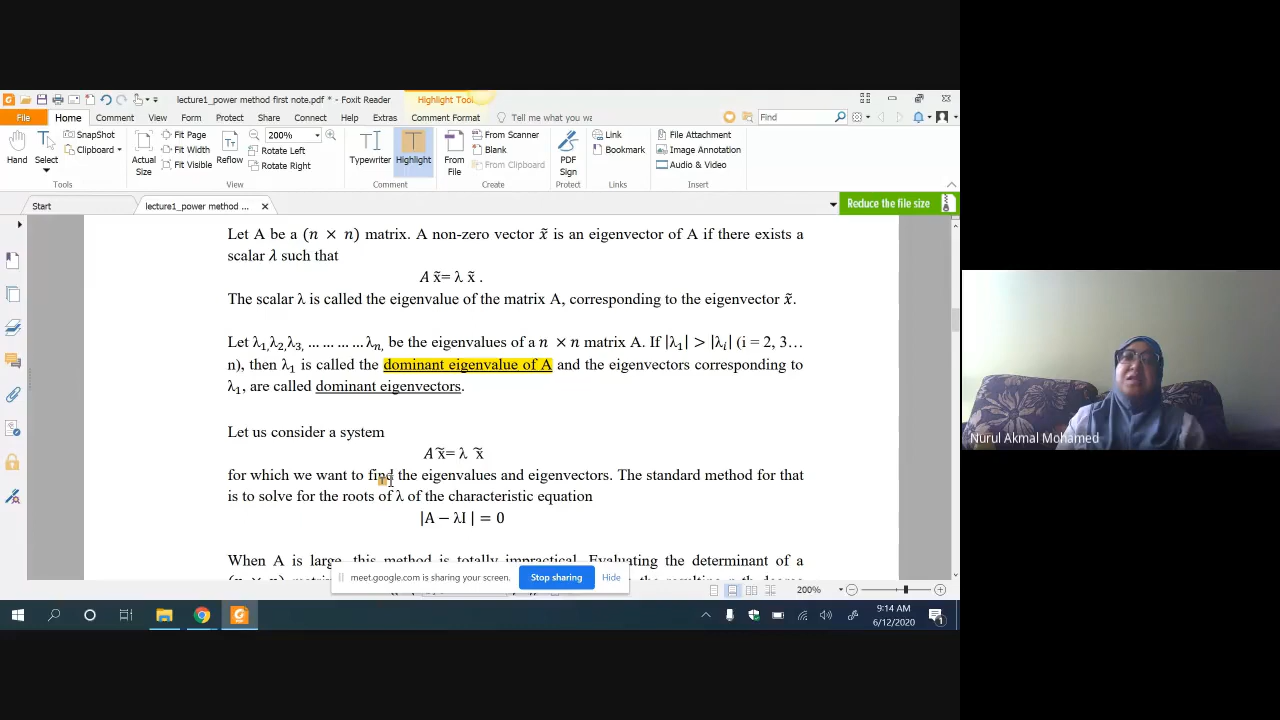 lecture1_power method first note.pdf * - Foxit Reader
Highlight Tool
File
Home
Comment
View
Form
Protect
Share
Connect
Help
Extras
Comment Format
Tell me what you wa
Find
Hand
Select
SnapShot
Clipboard
Tools
Actual Size
Fit Page
Fit Width
Fit Visible
Reflow
200%
Rotate Left
Rotate Right
View
Typewriter
Highlight
Comment
From File
From Scanner
Blank
From Clipboard
Create
PDF Sign
Protect
Link
Bookmark
Links
File Attachment
Image Annotation
Audio & Video
Insert
Start
lecture1_power method ...
Reduce the file size
Let A be a (n × n) matrix. A non-zero vector x̃ is an eigenvector of A if there exists a
scalar λ such that
A x̃= λ x̃ .
The scalar λ is called the eigenvalue of the matrix A, corresponding to the eigenvector x̃.
Let λ₁,λ₂,λ₃, … … … … λₙ, be the eigenvalues of a n × n matrix A. If |λ₁| > |λᵢ| (i = 2, 3…
n), then λ₁ is called the dominant eigenvalue of A and the eigenvectors corresponding to
λ₁, are called dominant eigenvectors.
Let us consider a system
A x̃= λ x̃
for which we want to find the eigenvalues and eigenvectors. The standard method for that
is to solve for the roots of λ of the characteristic equation
|A − λI | = 0
When A is large, this method is totally impractical. Evaluating the determinant of a
meet.google.com is sharing your screen.
Stop sharing
Hide
200%
9:14 AM
6/12/2020
1
Nurul Akmal Mohamed